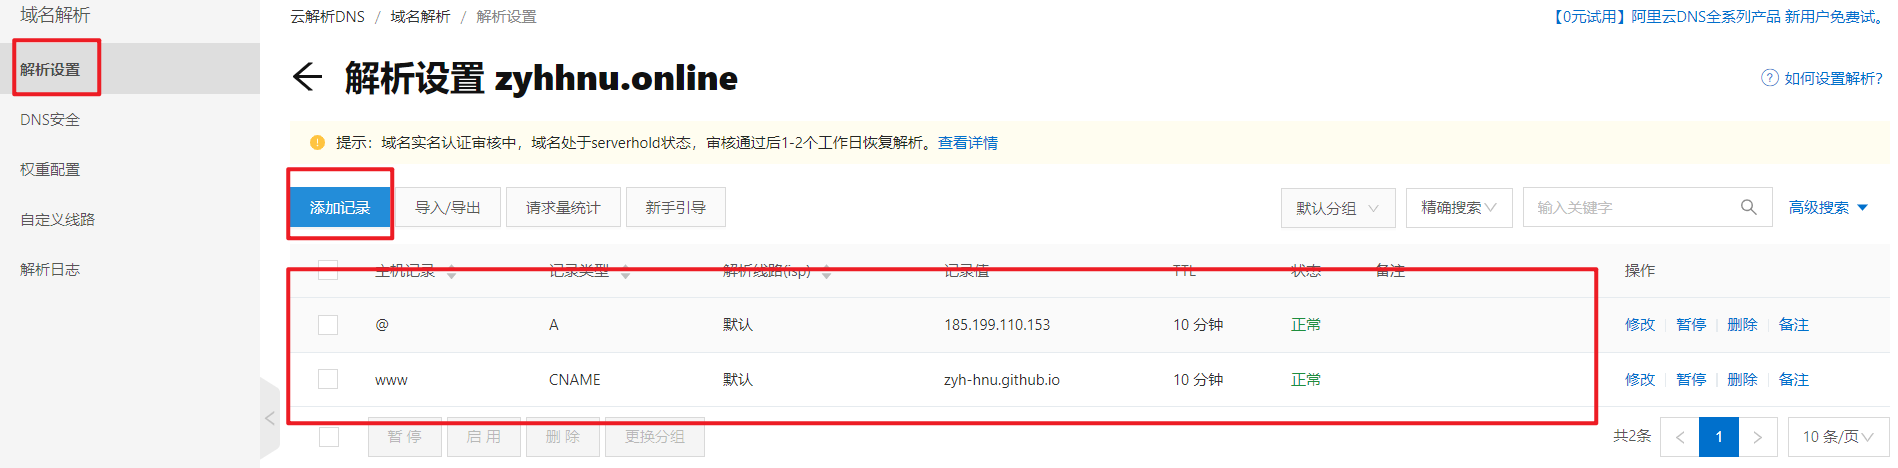 域名解析
解析设置
DNS安全
权重配置
自定义线路
解析日志
云解析DNS / 域名解析 / 解析设置
【0元试用】阿里云DNS全系列产品 新用户免费试。
解析设置 zyhhnu.online
如何设置解析?
提示：域名实名认证审核中，域名处于serverhold状态，审核通过后1-2个工作日恢复解析。查看详情
添加记录 导入/导出 请求量统计 新手引导 默认分组 精确搜索 输入关键字 高级搜索
主机记录 记录类型 解析线路(isp) 记录值 TTL 状态 备注 操作
@ A 默认 185.199.110.153 10 分钟 正常 修改 暂停 删除 备注
www CNAME 默认 zyh-hnu.github.io 10 分钟 正常 修改 暂停 删除 备注
暂 停 启 用 删 除 更换分组 共2条 < 1 > 10 条/页